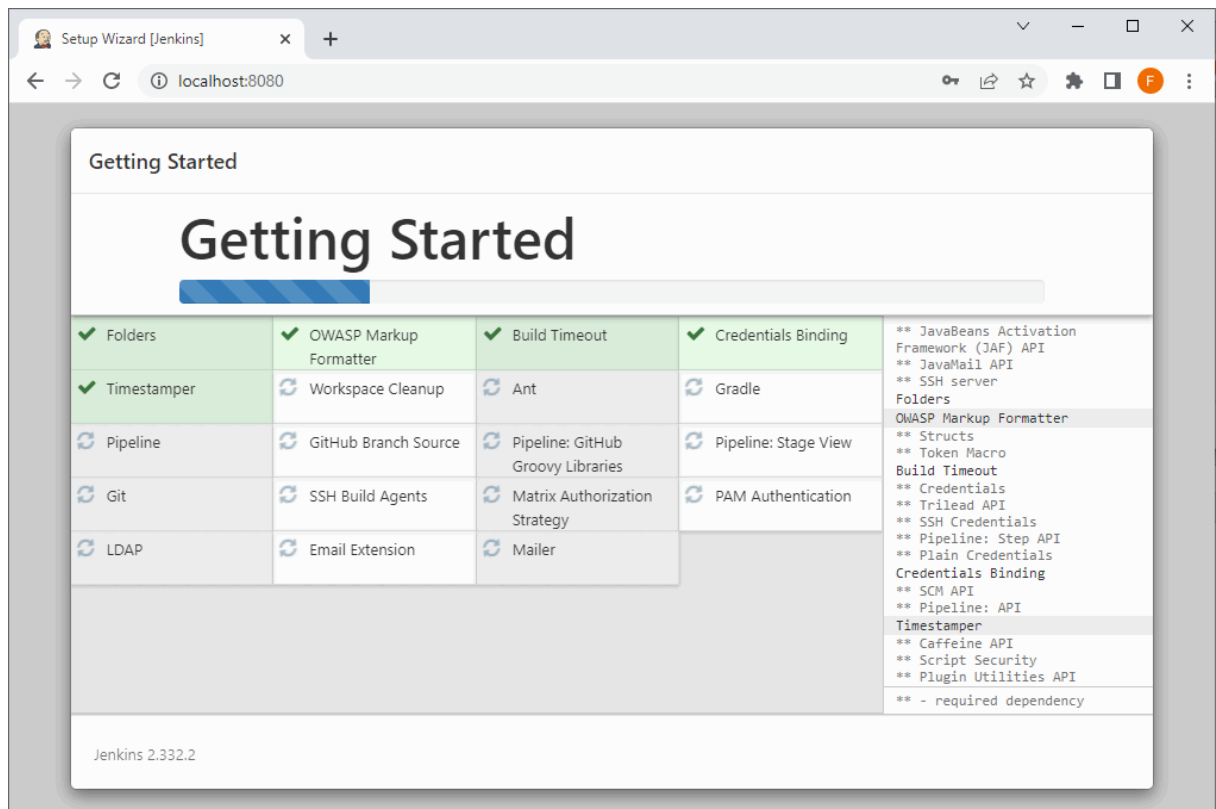 Setup Wizard [Jenkins]
localhost:8080
F
Getting Started
Getting Started
Folders
OWASP Markup
Formatter
Build Timeout
Credentials Binding
Timestamper
Workspace Cleanup
Ant
Gradle
Pipeline
GitHub Branch Source
Pipeline: GitHub
Groovy Libraries
Pipeline: Stage View
Git
SSH Build Agents
Matrix Authorization
Strategy
PAM Authentication
LDAP
Email Extension
Mailer
** JavaBeans Activation
Framework (JAF) API
** JavaMail API
** SSH server
Folders
OWASP Markup Formatter
** Structs
** Token Macro
Build Timeout
** Credentials
** Trilead API
** SSH Credentials
** Pipeline: Step API
** Plain Credentials
Credentials Binding
** SCM API
** Pipeline: API
Timestamper
** Caffeine API
** Script Security
** Plugin Utilities API
** - required dependency
Jenkins 2.332.2